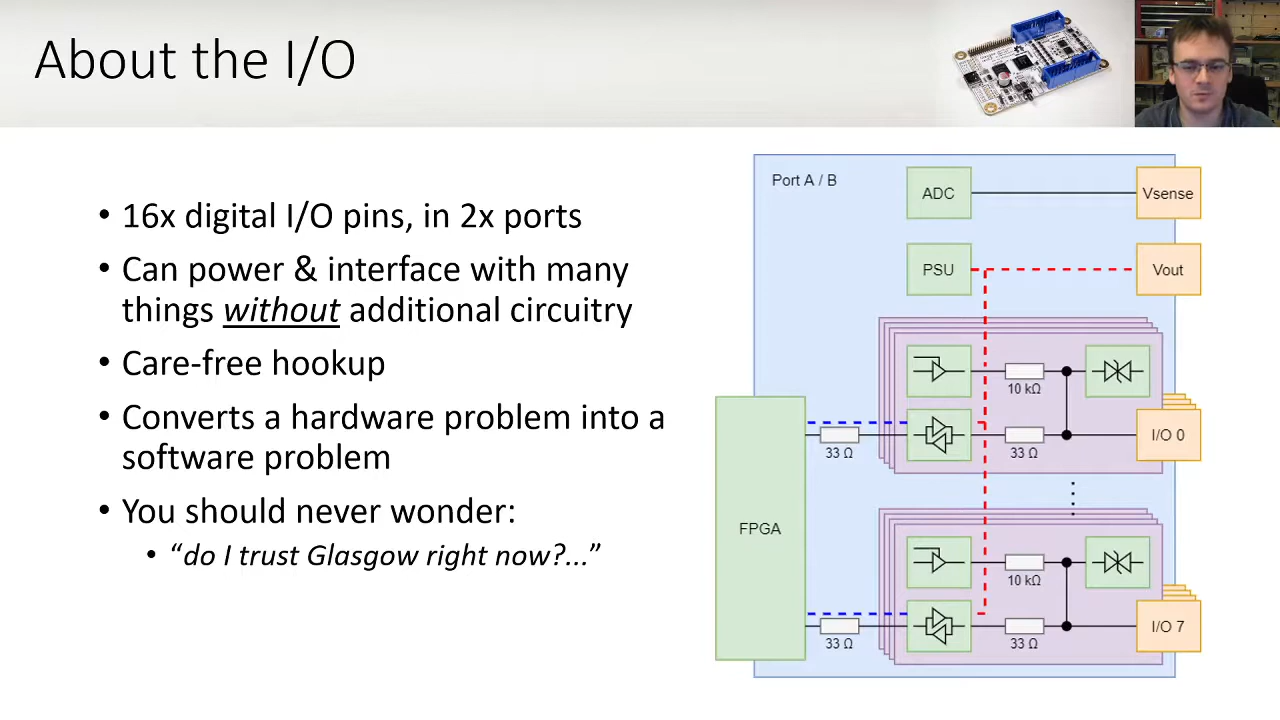 About the I/O
• 16x digital I/O pins, in 2x ports
• Can power & interface with many
things without additional circuitry
• Care-free hookup
• Converts a hardware problem into a
software problem
• You should never wonder:
• “do I trust Glasgow right now?...”
Port A / B
ADC
Vsense
PSU
Vout
10 kΩ
I/O 0
33 Ω
33 Ω
FPGA
10 kΩ
I/O 7
33 Ω
33 Ω